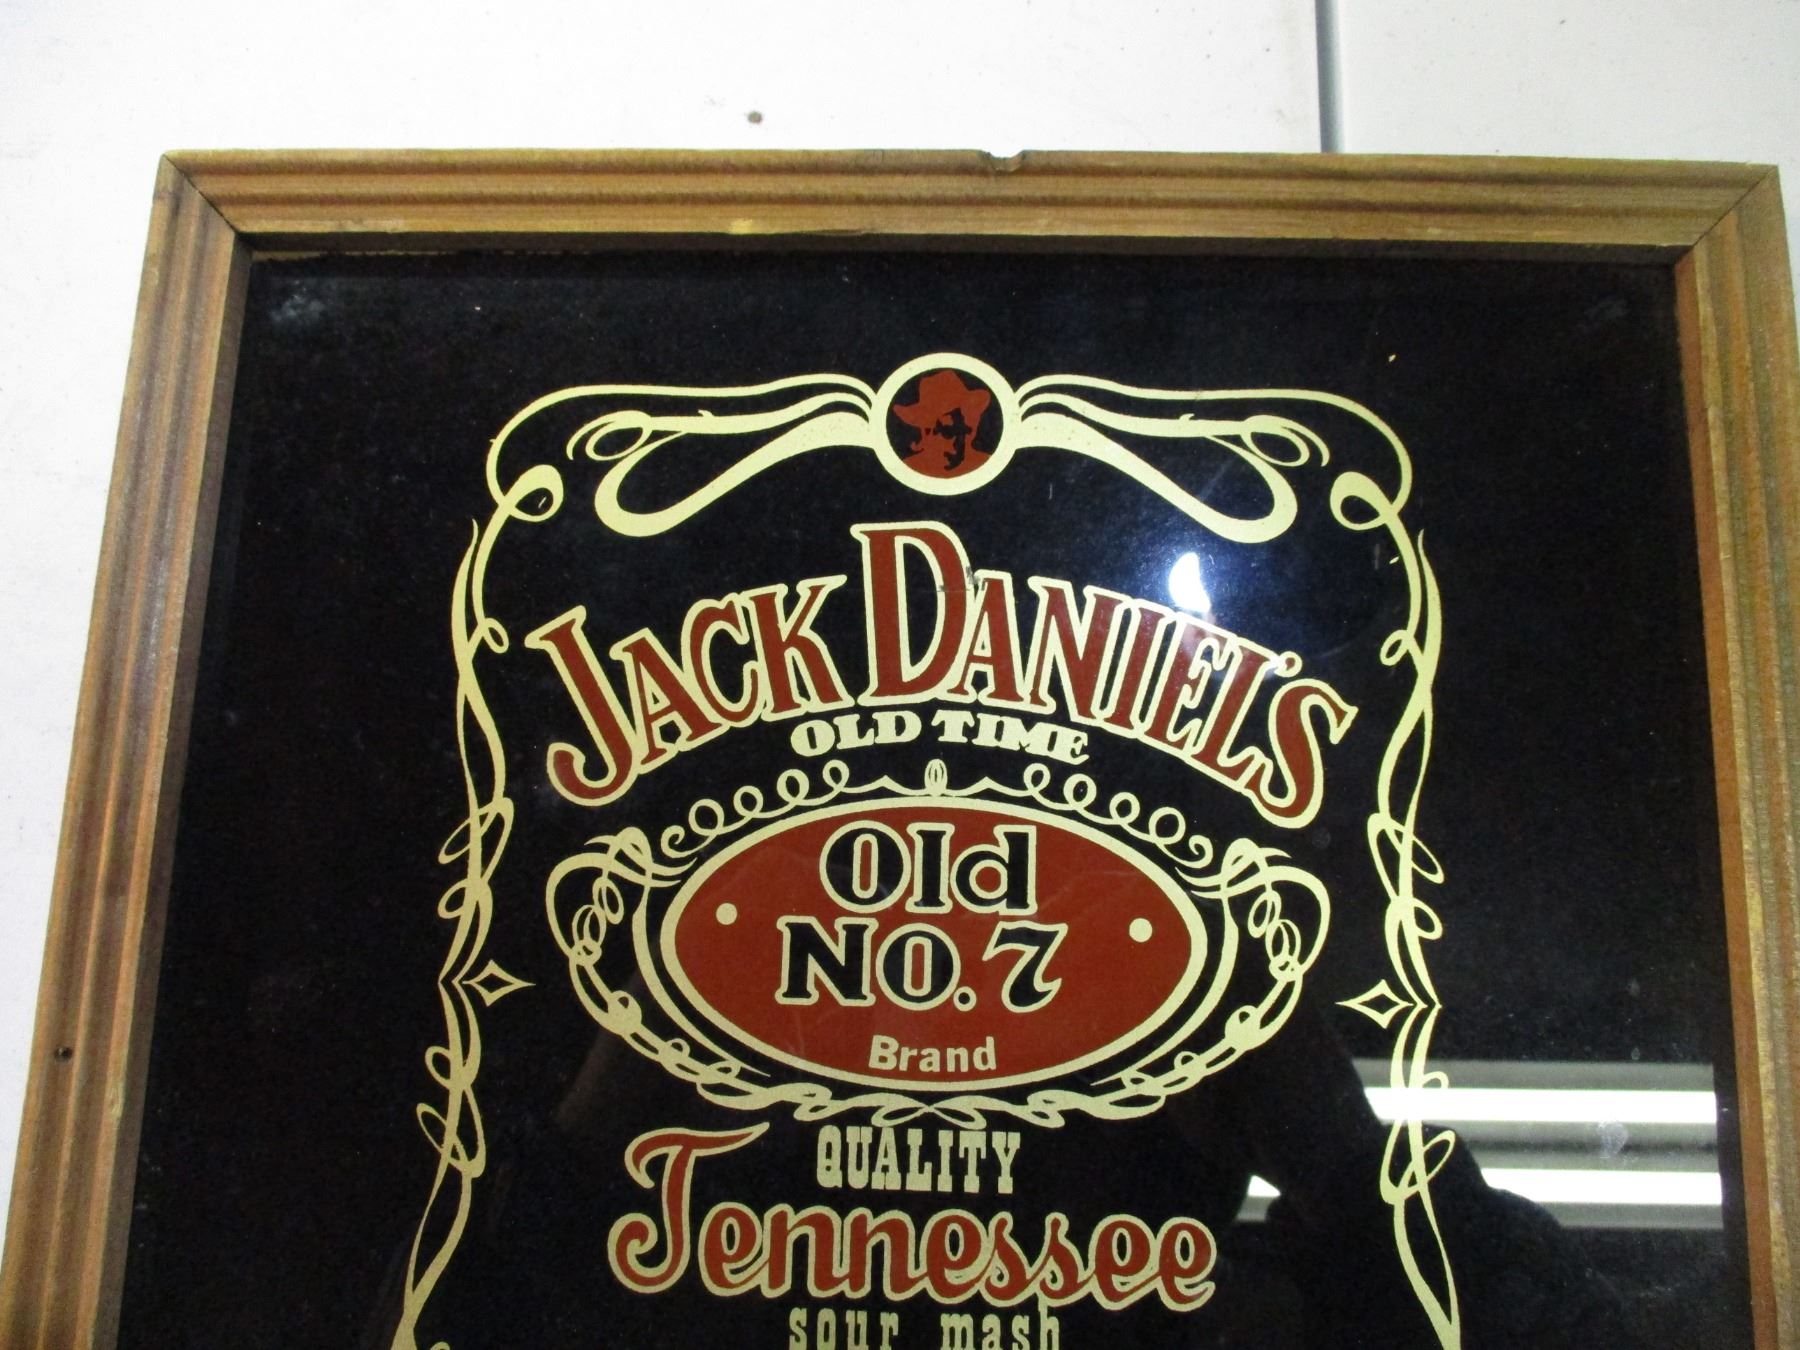 JACK DANIEL'S
OLD TIME
Old
NO. 7
Brand
QUALITY
Tennessee
sour mash